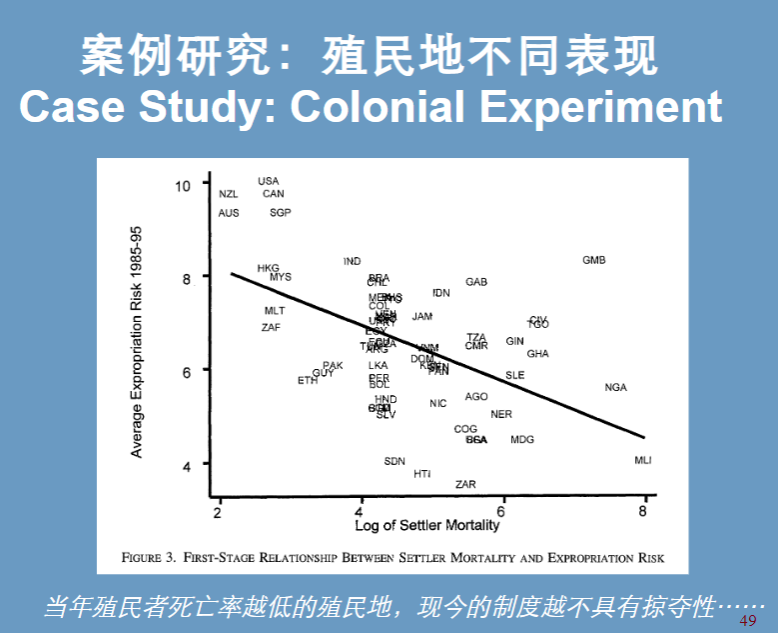 案例研究：殖民地不同表现
Case Study: Colonial Experiment
Average Expropriation Risk 1985-95
10
8
6
4
USA
NZL
CAN
AUS
SGP
IND
GMB
HKG
MYS
GAB
BRA
CHL
IDN
COL
MLT
JAM
ZAF
CIV
TGO
TZA
CMR
GIN
GHA
ARG
DOM
PAK
LKA
GUY
ETH
PER
BOL
PAN
SLE
NGA
AGO
HND
NIC
SLV
NER
COG
MDG
SDN
MLI
HTI
ZAR
2
4
6
8
Log of Settler Mortality
FIGURE 3. FIRST-STAGE RELATIONSHIP BETWEEN SETTLER MORTALITY AND EXPROPRIATION RISK
当年殖民者死亡率越低的殖民地，现今的制度越不具有掠夺性……
49